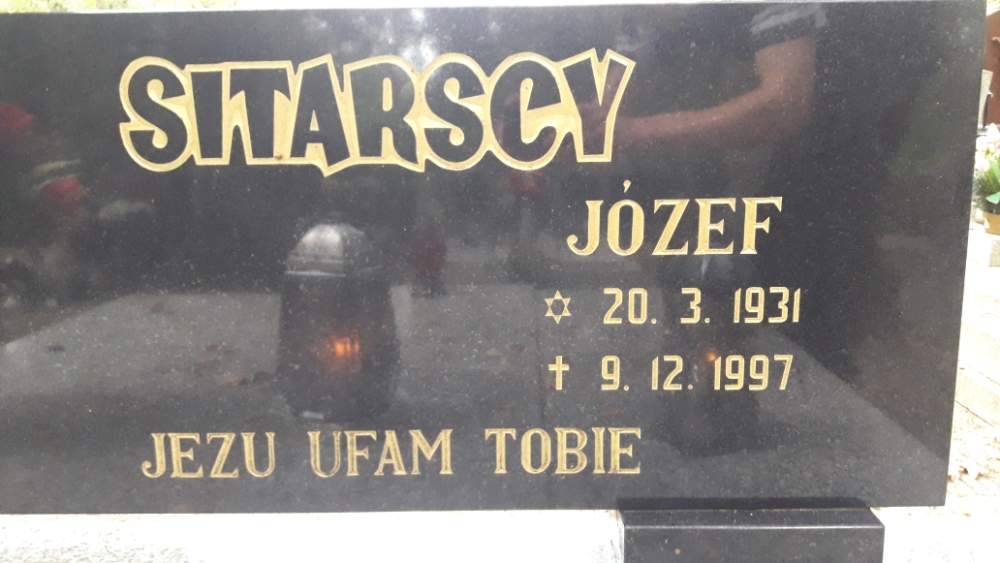 SITARSCY
JÓZEF
✡ 20. 3. 1931
† 9. 12. 1997
JEZU UFAM TOBIE